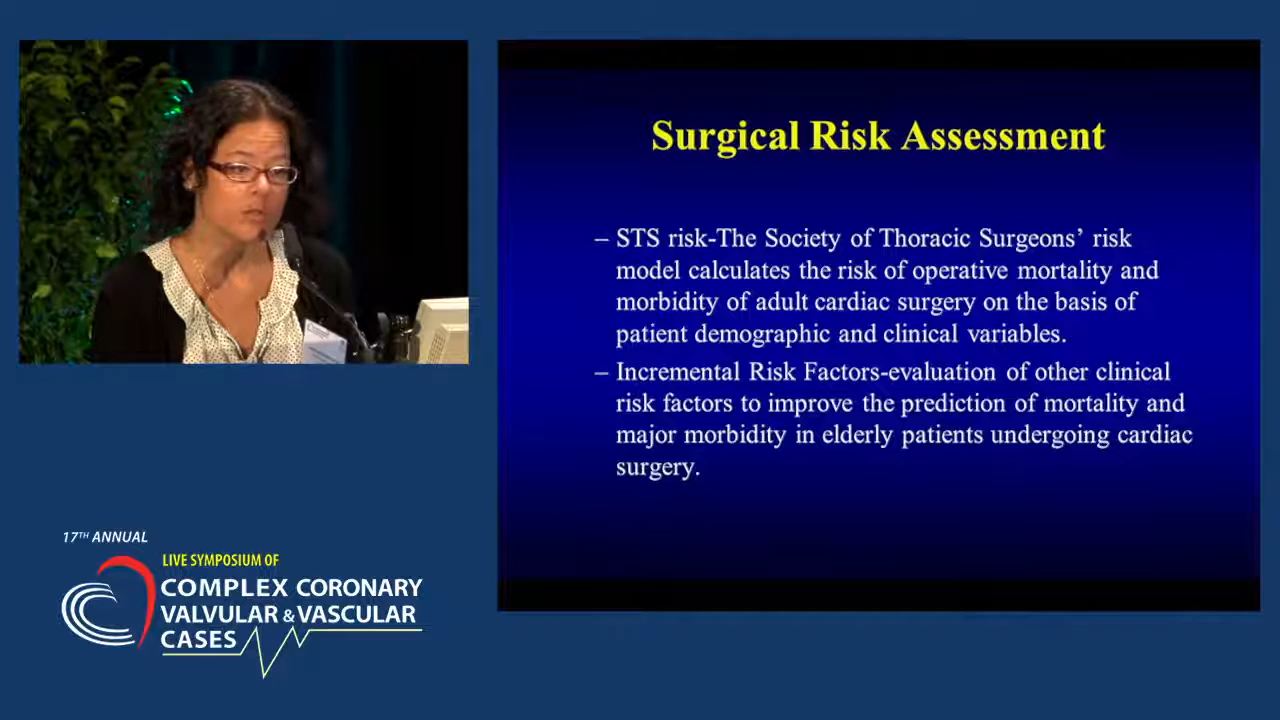 Surgical Risk Assessment
– STS risk-The Society of Thoracic Surgeons’ risk
model calculates the risk of operative mortality and
morbidity of adult cardiac surgery on the basis of
patient demographic and clinical variables.
– Incremental Risk Factors-evaluation of other clinical
risk factors to improve the prediction of mortality and
major morbidity in elderly patients undergoing cardiac
surgery.
17TH ANNUAL
LIVE SYMPOSIUM OF
COMPLEX CORONARY
VALVULAR & VASCULAR
CASES